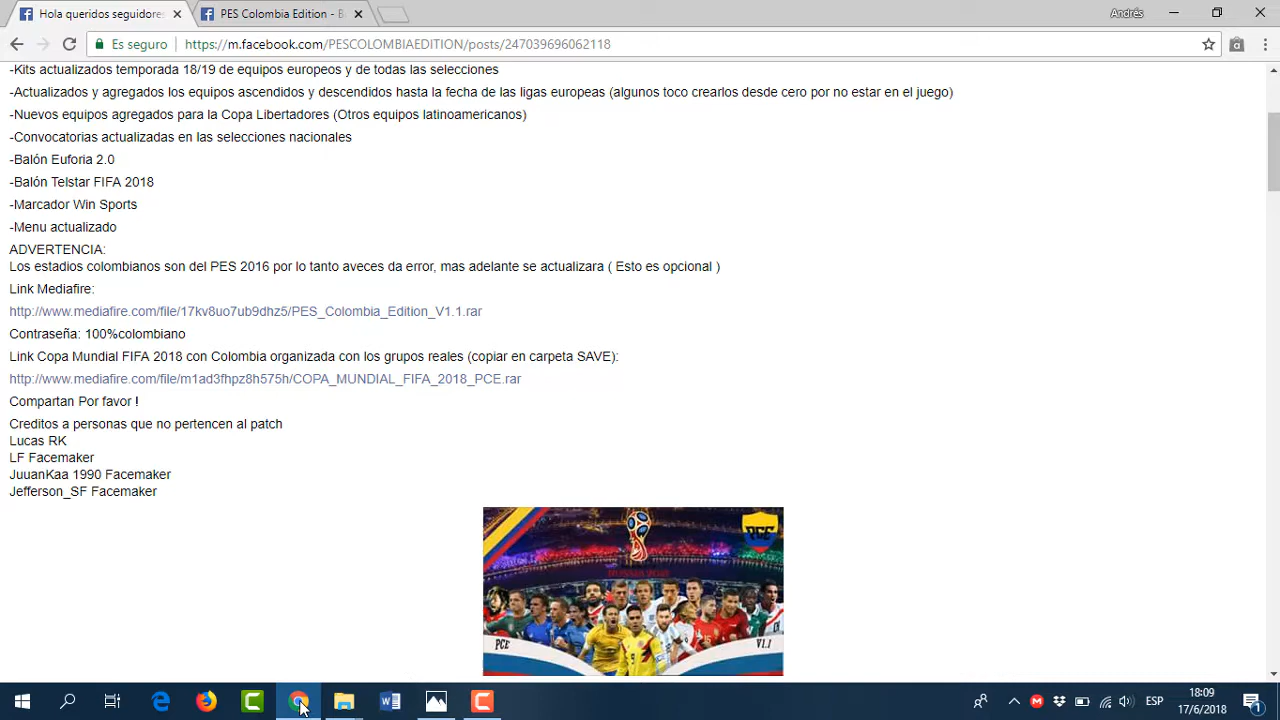 Hola queridos seguidores
PES Colombia Edition - B
Andrés
Es seguro
https://m.facebook.com/PESCOLOMBIAEDITION/posts/247039696062118
-Kits actualizados temporada 18/19 de equipos europeos y de todas las selecciones
-Actualizados y agregados los equipos ascendidos y descendidos hasta la fecha de las ligas europeas (algunos toco crearlos desde cero por no estar en el juego)
-Nuevos equipos agregados para la Copa Libertadores (Otros equipos latinoamericanos)
-Convocatorias actualizadas en las selecciones nacionales
-Balón Euforia 2.0
-Balón Telstar FIFA 2018
-Marcador Win Sports
-Menu actualizado
ADVERTENCIA:
Los estadios colombianos son del PES 2016 por lo tanto aveces da error, mas adelante se actualizara ( Esto es opcional )
Link Mediafire:
http://www.mediafire.com/file/17kv8uo7ub9dhz5/PES_Colombia_Edition_V1.1.rar
Contraseña: 100%colombiano
Link Copa Mundial FIFA 2018 con Colombia organizada con los grupos reales (copiar en carpeta SAVE):
http://www.mediafire.com/file/m1ad3fhpz8h575h/COPA_MUNDIAL_FIFA_2018_PCE.rar
Compartan Por favor !
Creditos a personas que no pertencen al patch
Lucas RK
LF Facemaker
JuuanKaa 1990 Facemaker
Jefferson_SF Facemaker
PCE
PCE
V1.1
ESP
18:09
17/6/2018